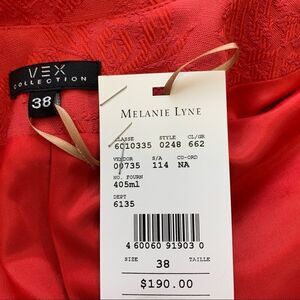 VEX
COLLECTION
38
MELANIE LYNE
CLASSE STYLE CL/GR
6010335 0248 662
VENDOR S/A CO-ORD
00735 114 NA
NO. FOURN
405ml
DEPT
6135
4 60060 91903 0
SIZE 38 TAILLE
$190.00